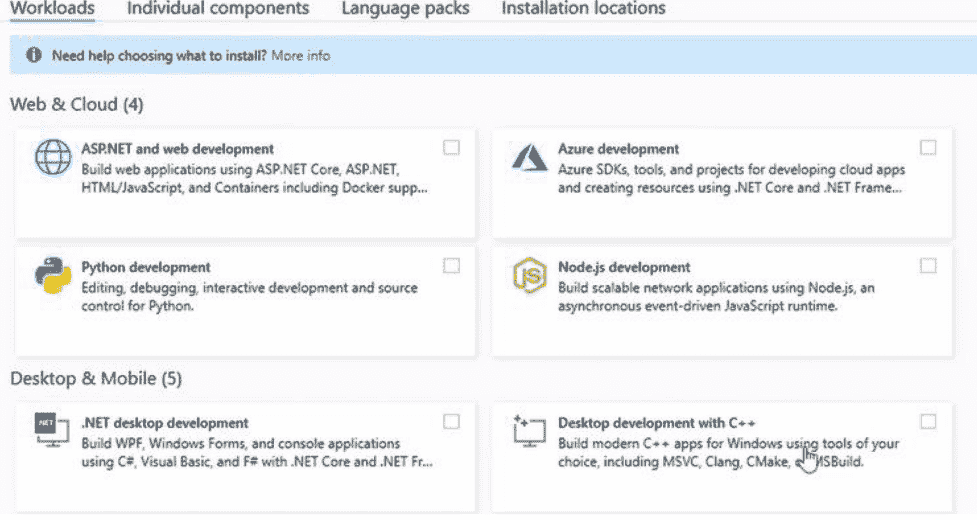 Workloads Individual components Language packs Installation locations
Need help choosing what to install? More info
Web & Cloud (4)
ASP.NET and web development
Build web applications using ASP.NET Core, ASP.NET,
HTML/JavaScript, and Containers including Docker supp...
Azure development
Azure SDKs, tools, and projects for developing cloud apps
and creating resources using .NET Core and .NET Frame...
Python development
Editing, debugging, interactive development and source
control for Python.
Node.js development
Build scalable network applications using Node.js, an
asynchronous event-driven JavaScript runtime.
Desktop & Mobile (5)
.NET
.NET desktop development
Build WPF, Windows Forms, and console applications
using C#, Visual Basic, and F# with .NET Core and .NET Fr...
Desktop development with C++
Build modern C++ apps for Windows using tools of your
choice, including MSVC, Clang, CMake, MSBuild.